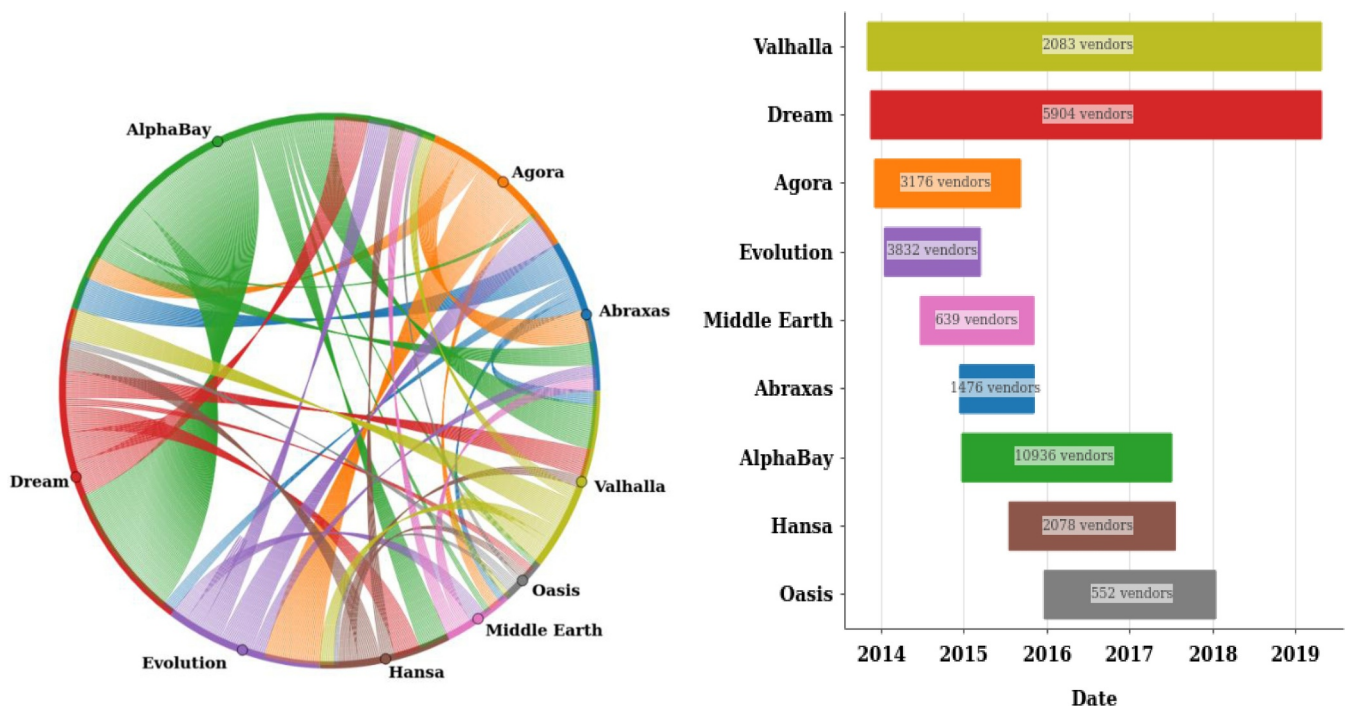 AlphaBay
Agora
Abraxas
Dream
Valhalla
Oasis
Middle Earth
Evolution
Hansa
Valhalla
2083 vendors
Dream
5904 vendors
Agora
3176 vendors
Evolution
3832 vendors
Middle Earth
639 vendors
Abraxas
1476 vendors
AlphaBay
10936 vendors
Hansa
2078 vendors
Oasis
552 vendors
2014 2015 2016 2017 2018 2019
Date